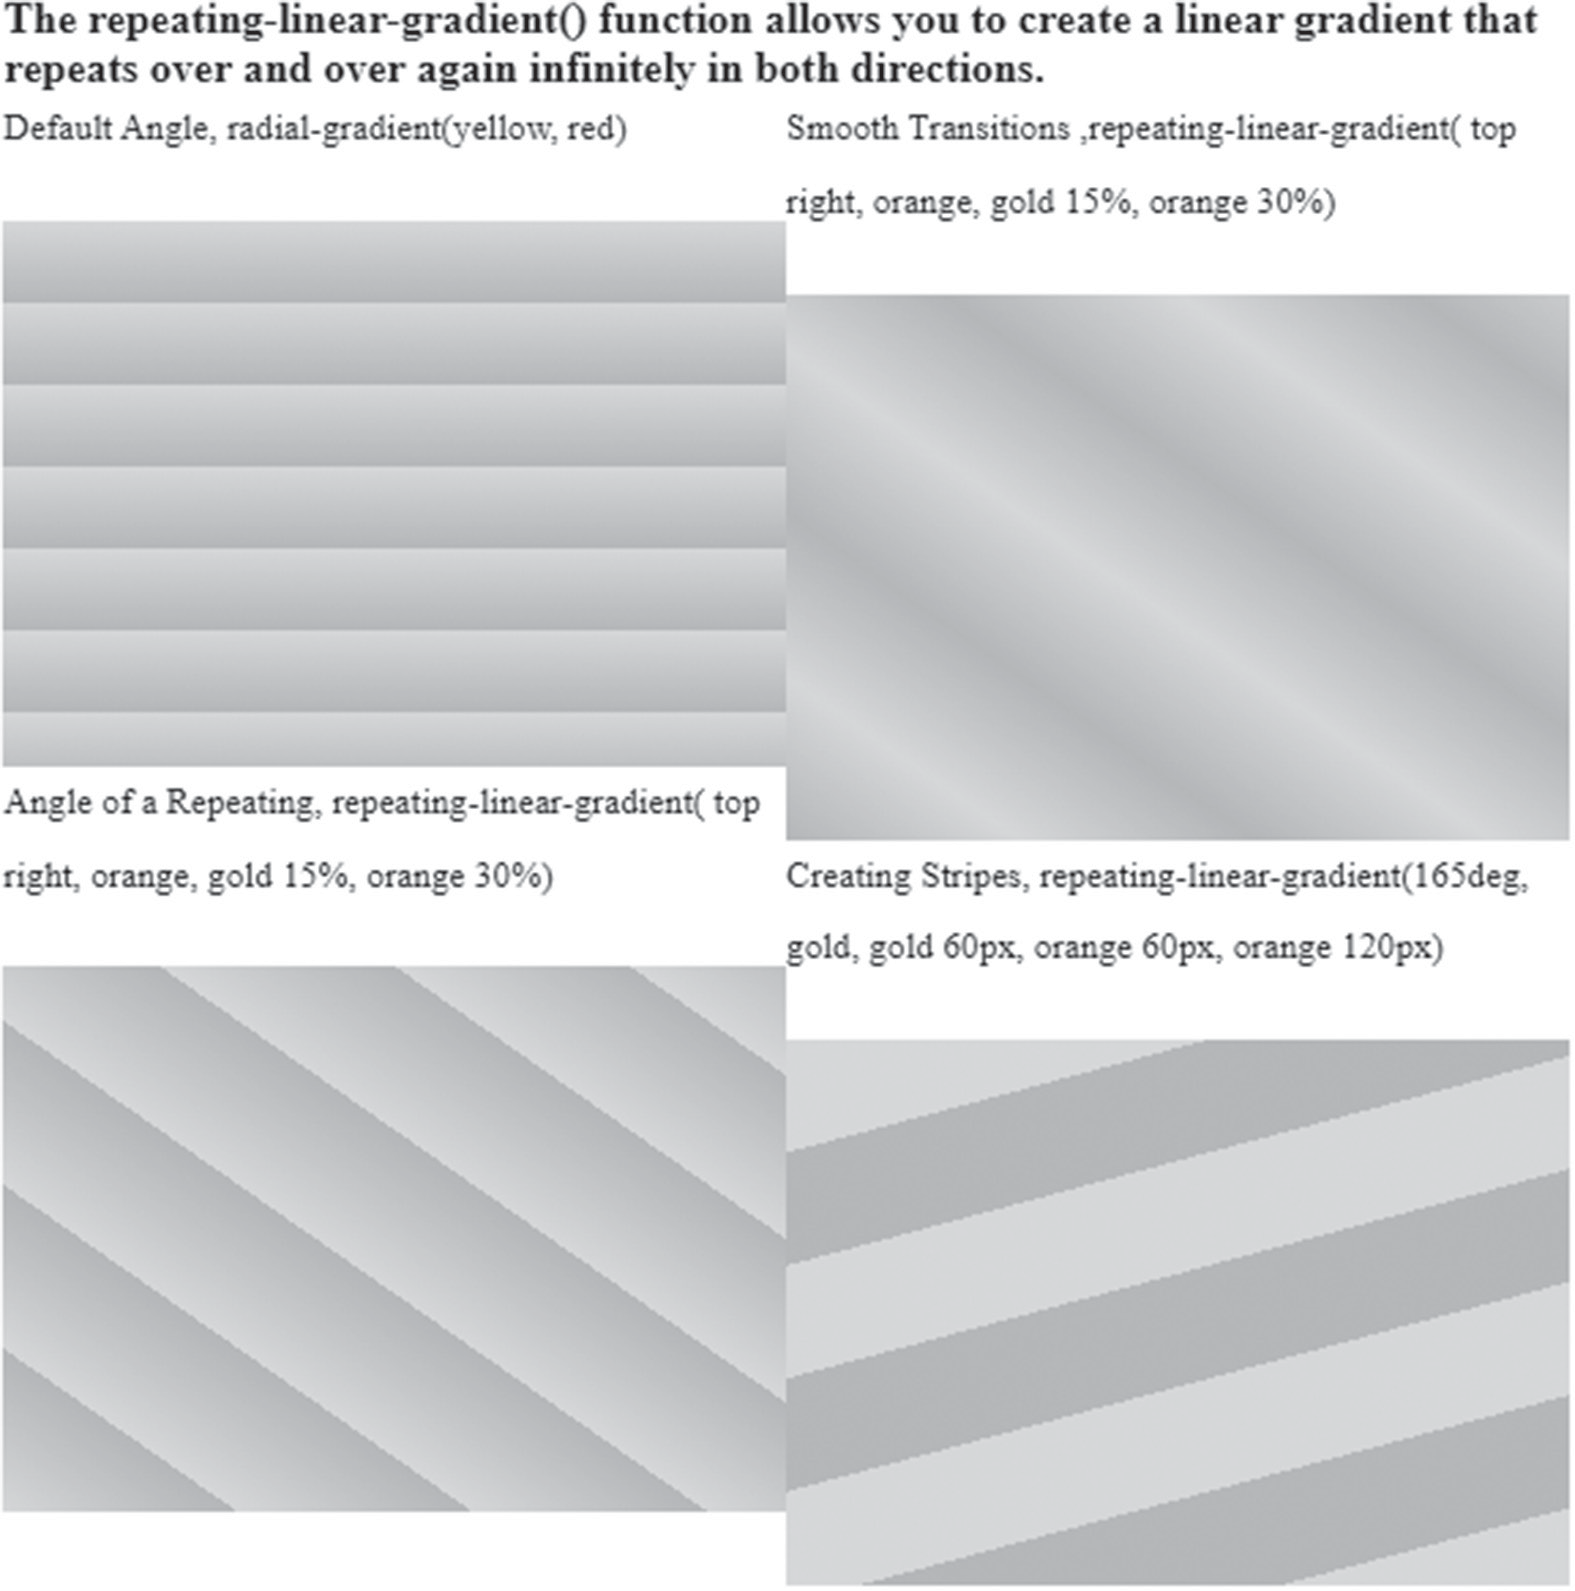 The repeating-linear-gradient() function allows you to create a linear gradient that
repeats over and over again infinitely in both directions.
Default Angle, radial-gradient(yellow, red)
Smooth Transitions ,repeating-linear-gradient( top
right, orange, gold 15%, orange 30%)
Angle of a Repeating, repeating-linear-gradient( top
right, orange, gold 15%, orange 30%)
Creating Stripes, repeating-linear-gradient(165deg,
gold, gold 60px, orange 60px, orange 120px)